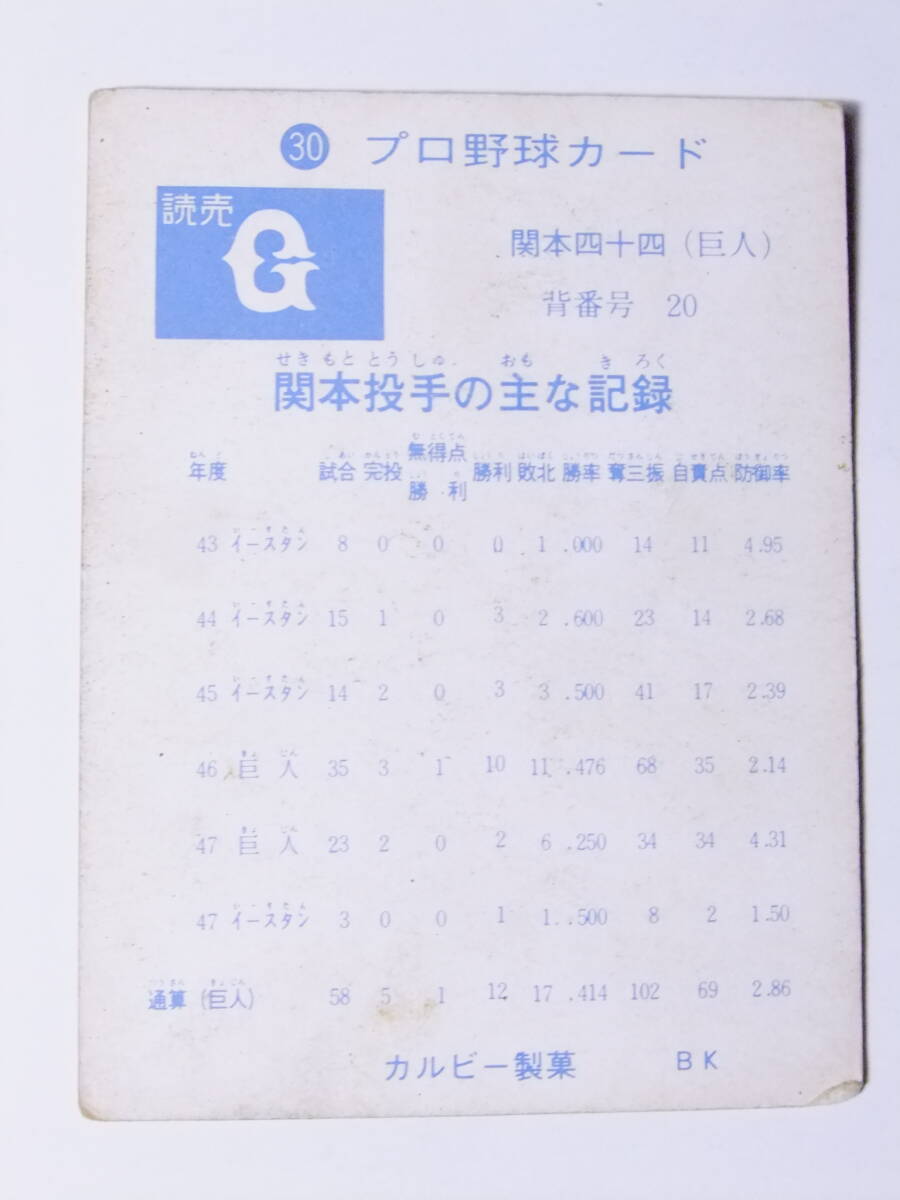 30 プロ野球カード
読売
G
関本四十四（巨人）
背番号 20
せきもととうしゅ おも きろく
関本投手の主な記録
年度 試合 完投 無得点勝利 勝利 敗北 勝率 奪三振 自責点 防御率
43 イースタン 8 0 0 0 1 .000 14 11 4.95
44 イースタン 15 1 0 3 2 .600 23 14 2.68
45 イースタン 14 2 0 3 3 .500 41 17 2.39
46 巨人 35 3 1 10 11 .476 68 35 2.14
47 巨人 23 2 0 2 6 .250 34 34 4.31
47 イースタン 3 0 0 1 1 .500 8 2 1.50
通算（巨人） 58 5 1 12 17 .414 102 69 2.86
カルビー製菓 BK